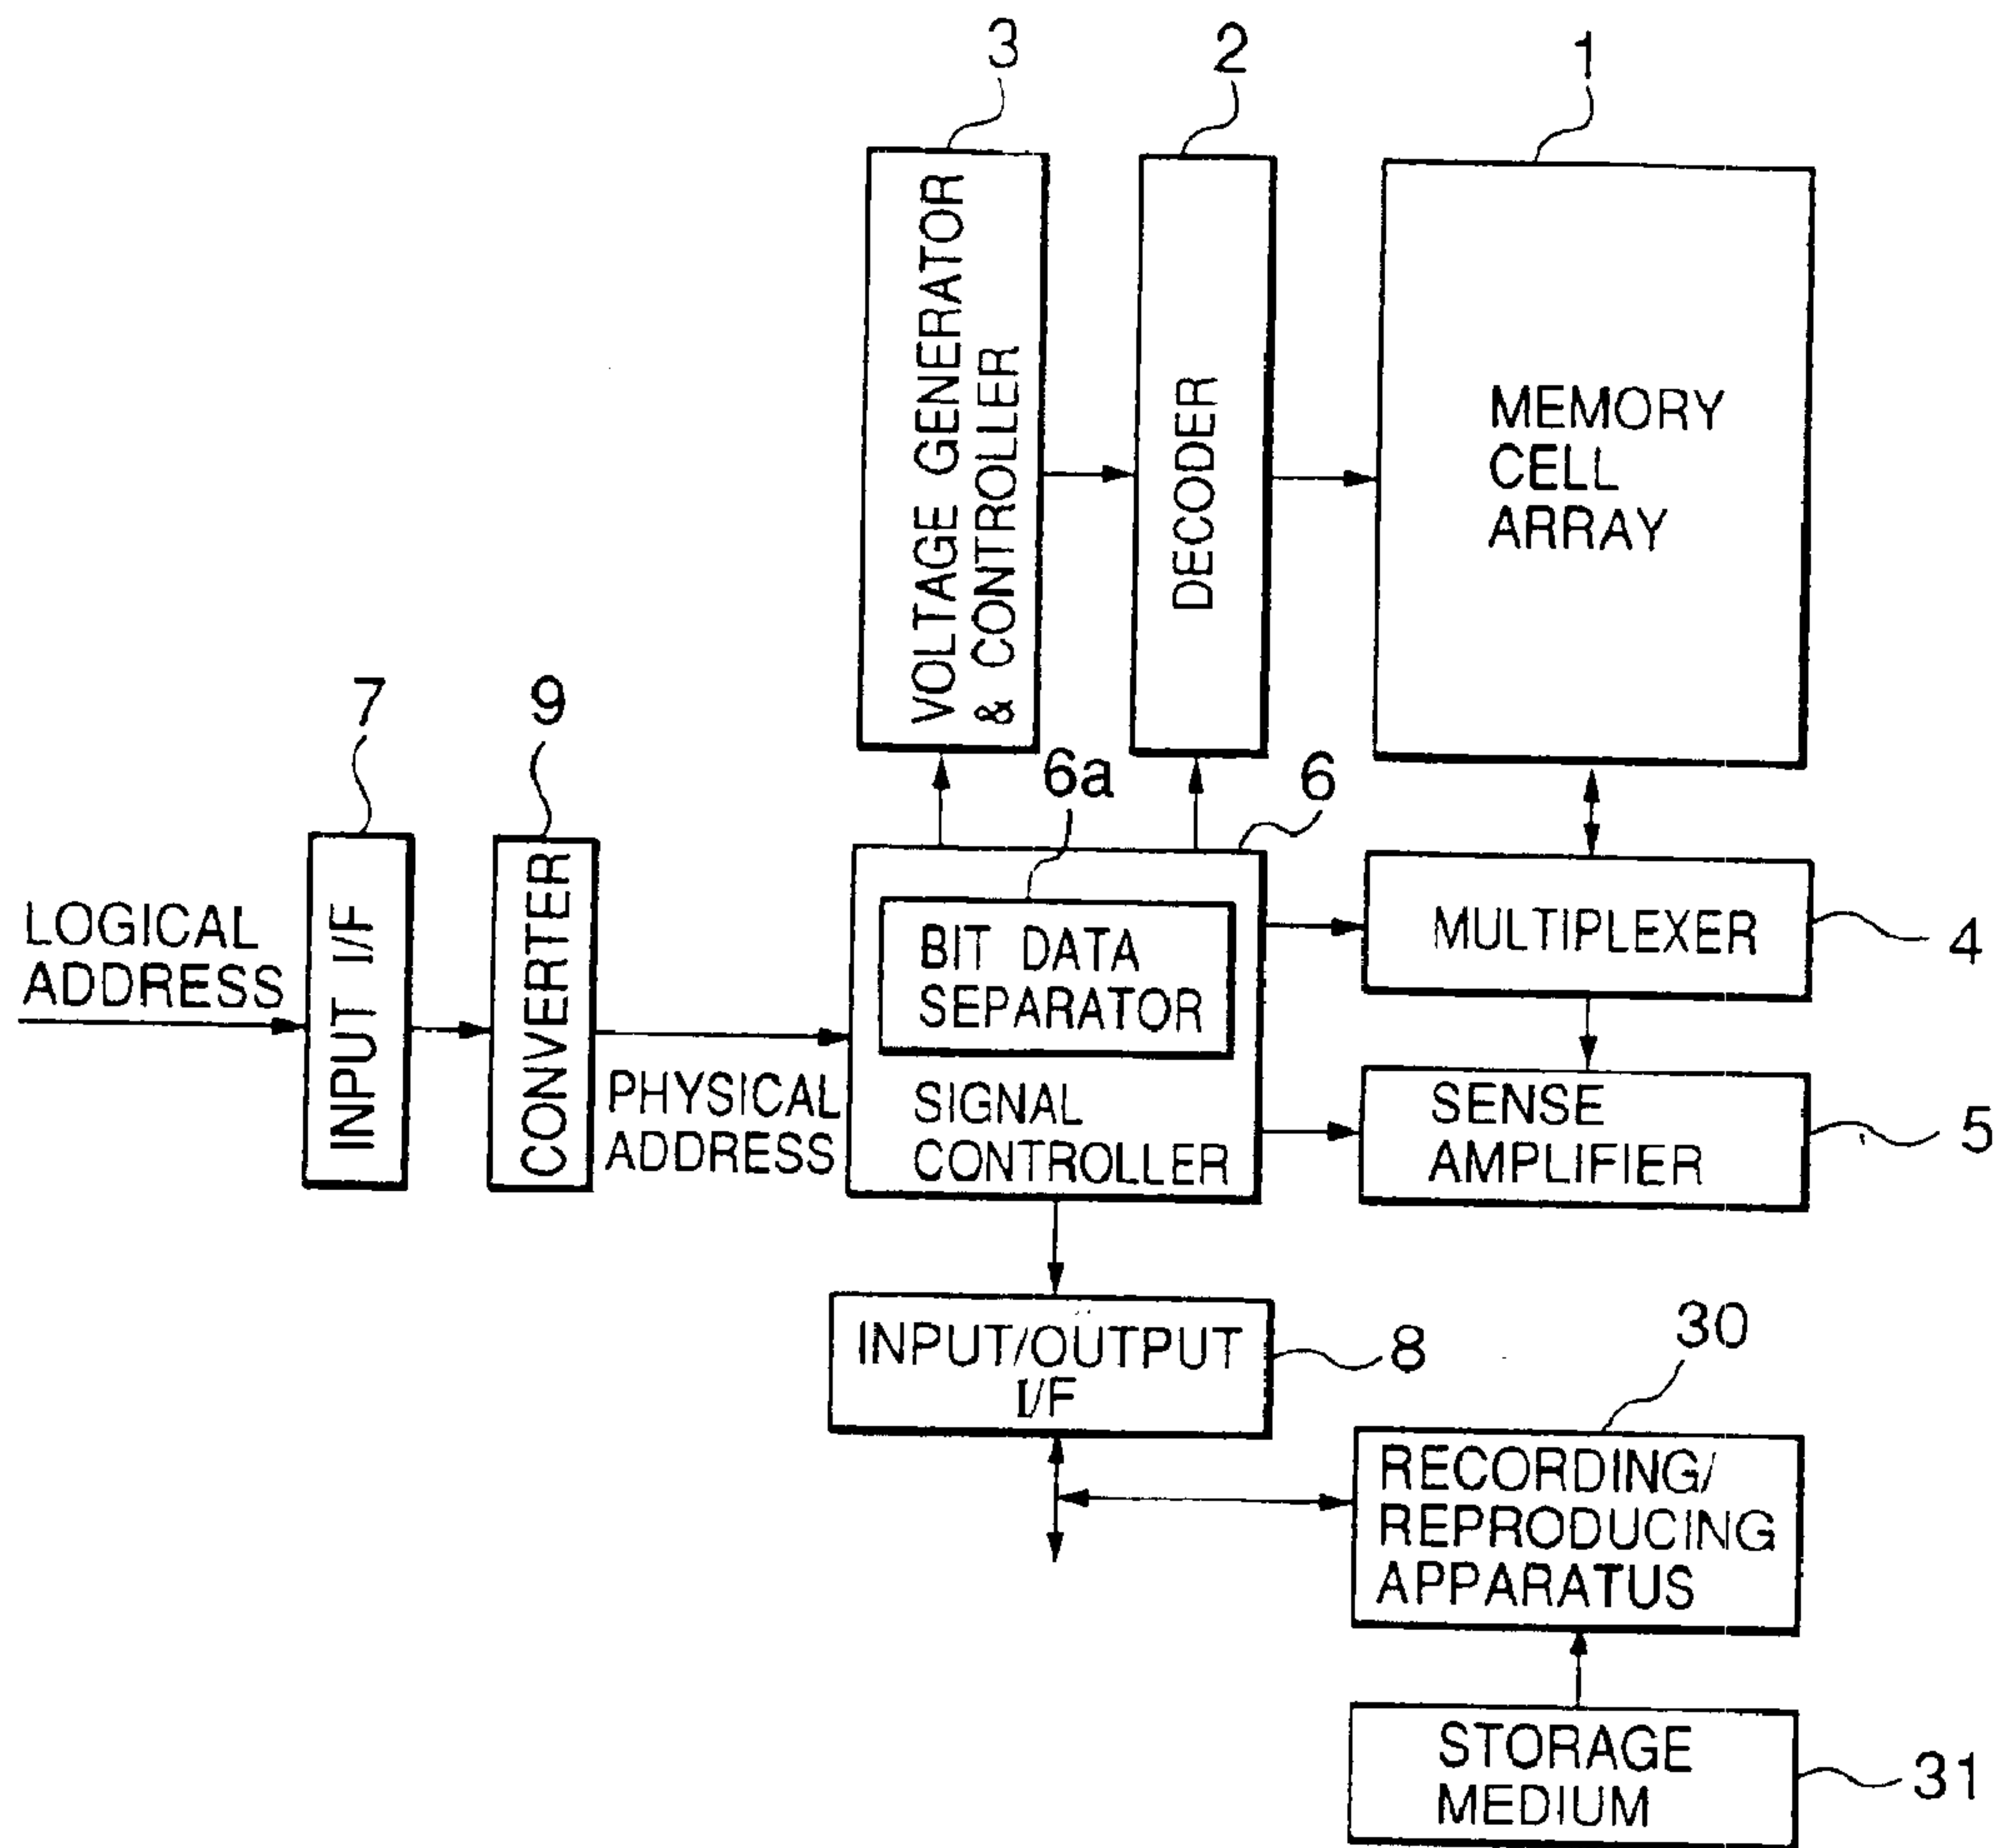 3
2
1
VOLTAGE GENERATOR
& CONTROLLER
DECODER
MEMORY
CELL
ARRAY
7
9
6a
6
LOGICAL
ADDRESS
INPUT I/F
CONVERTER
PHYSICAL
ADDRESS
BIT DATA
SEPARATOR
SIGNAL
CONTROLLER
MULTIPLEXER
4
SENSE
AMPLIFIER
5
INPUT/OUTPUT
I/F
8
30
RECORDING/
REPRODUCING
APPARATUS
STORAGE
MEDIUM
31